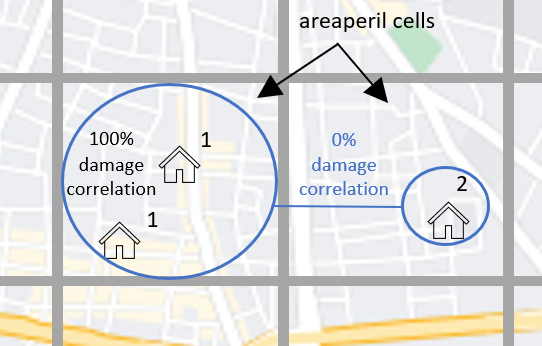 areaperil cells
100%
damage
correlation
1
1
0%
damage
correlation
2